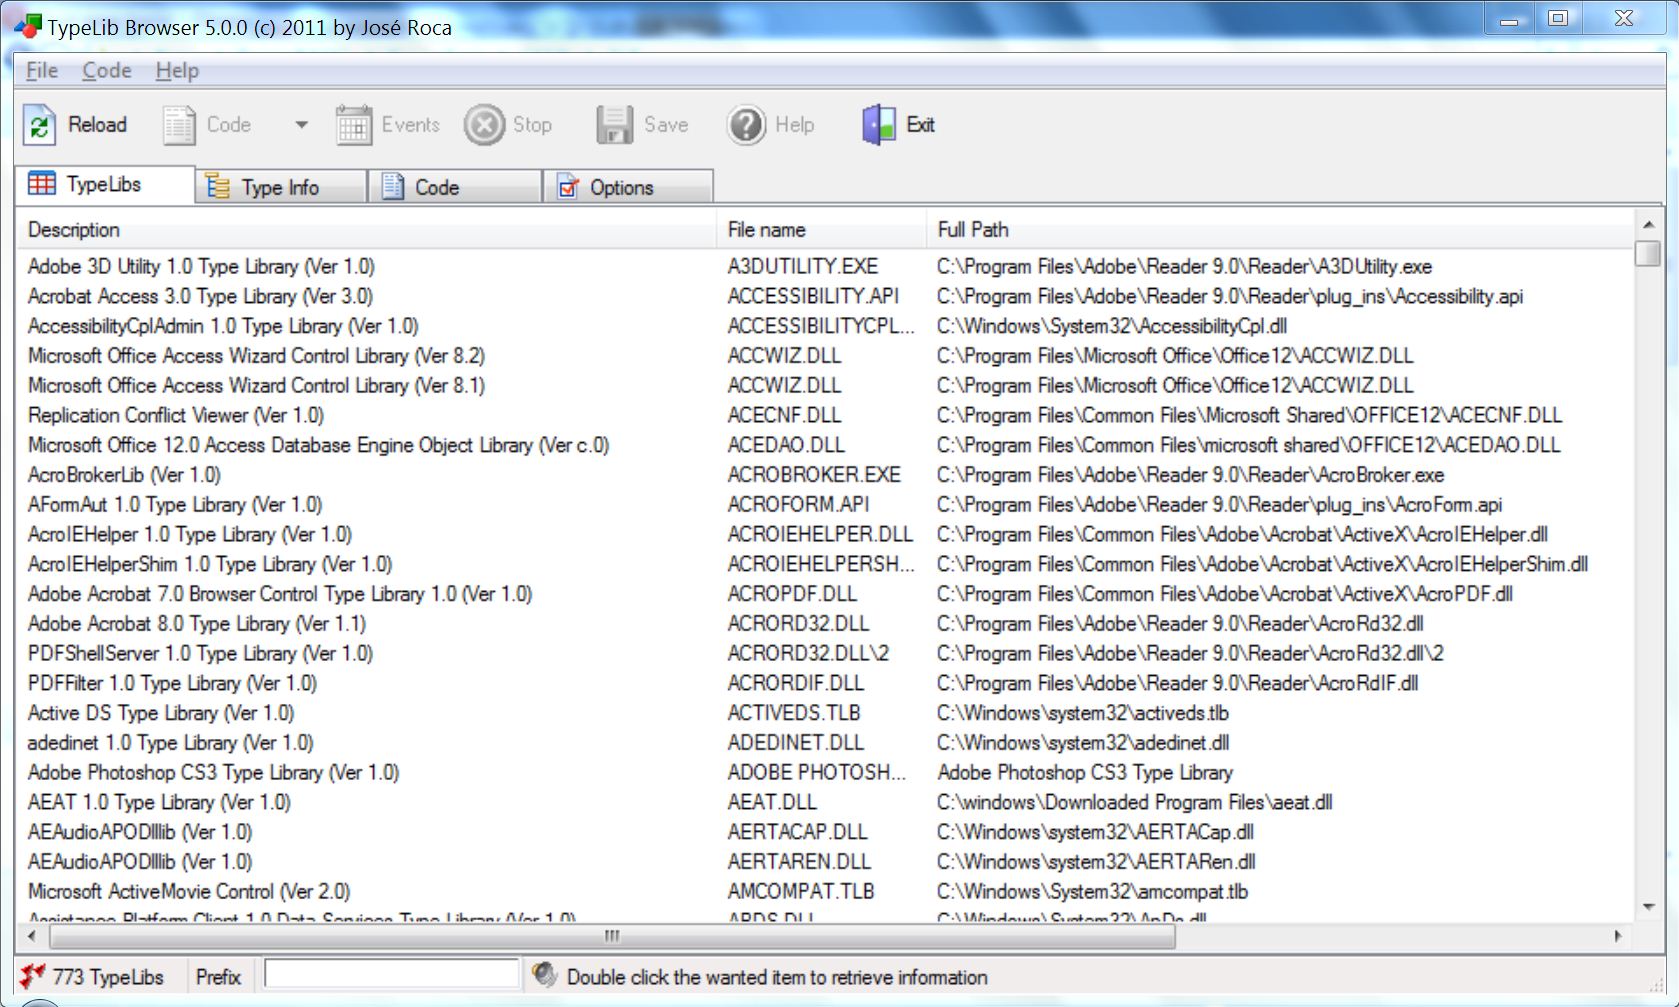 TypeLib Browser 5.0.0 (c) 2011 by José Roca
File Code Help
Reload Code Events Stop Save Help Exit
TypeLibs Type Info Code Options
Description File name Full Path
Adobe 3D Utility 1.0 Type Library (Ver 1.0) A3DUTILITY.EXE C:\Program Files\Adobe\Reader 9.0\Reader\A3DUtility.exe
Acrobat Access 3.0 Type Library (Ver 3.0) ACCESSIBILITY.API C:\Program Files\Adobe\Reader 9.0\Reader\plug_ins\Accessibility.api
AccessibilityCplAdmin 1.0 Type Library (Ver 1.0) ACCESSIBILITYCPL... C:\Windows\System32\AccessibilityCpl.dll
Microsoft Office Access Wizard Control Library (Ver 8.2) ACCWIZ.DLL C:\Program Files\Microsoft Office\Office12\ACCWIZ.DLL
Microsoft Office Access Wizard Control Library (Ver 8.1) ACCWIZ.DLL C:\Program Files\Microsoft Office\Office12\ACCWIZ.DLL
Replication Conflict Viewer (Ver 1.0) ACECNF.DLL C:\Program Files\Common Files\Microsoft Shared\OFFICE12\ACECNF.DLL
Microsoft Office 12.0 Access Database Engine Object Library (Ver c.0) ACEDAO.DLL C:\Program Files\Common Files\microsoft shared\OFFICE12\ACEDAO.DLL
AcroBrokerLib (Ver 1.0) ACROBROKER.EXE C:\Program Files\Adobe\Reader 9.0\Reader\AcroBroker.exe
AFormAut 1.0 Type Library (Ver 1.0) ACROFORM.API C:\Program Files\Adobe\Reader 9.0\Reader\plug_ins\AcroForm.api
AcroIEHelper 1.0 Type Library (Ver 1.0) ACROIEHELPER.DLL C:\Program Files\Common Files\Adobe\Acrobat\ActiveX\AcroIEHelper.dll
AcroIEHelperShim 1.0 Type Library (Ver 1.0) ACROIEHELPERSH... C:\Program Files\Common Files\Adobe\Acrobat\ActiveX\AcroIEHelperShim.dll
Adobe Acrobat 7.0 Browser Control Type Library 1.0 (Ver 1.0) ACROPDF.DLL C:\Program Files\Common Files\Adobe\Acrobat\ActiveX\AcroPDF.dll
Adobe Acrobat 8.0 Type Library (Ver 1.1) ACRORD32.DLL C:\Program Files\Adobe\Reader 9.0\Reader\AcroRd32.dll
PDFShellServer 1.0 Type Library (Ver 1.0) ACRORD32.DLL\2 C:\Program Files\Adobe\Reader 9.0\Reader\AcroRd32.dll\2
PDFFilter 1.0 Type Library (Ver 1.0) ACRORDIF.DLL C:\Program Files\Adobe\Reader 9.0\Reader\AcroRdIF.dll
Active DS Type Library (Ver 1.0) ACTIVEDS.TLB C:\Windows\system32\activeds.tlb
adedinet 1.0 Type Library (Ver 1.0) ADEDINET.DLL C:\Windows\system32\adedinet.dll
Adobe Photoshop CS3 Type Library (Ver 1.0) ADOBE PHOTOSH... Adobe Photoshop CS3 Type Library
AEAT 1.0 Type Library (Ver 1.0) AEAT.DLL C:\windows\Downloaded Program Files\aeat.dll
AEAudioAPODlllib (Ver 1.0) AERTACAP.DLL C:\Windows\system32\AERTACap.dll
AEAudioAPODlllib (Ver 1.0) AERTAREN.DLL C:\Windows\system32\AERTARen.dll
Microsoft ActiveMovie Control (Ver 2.0) AMCOMPAT.TLB C:\Windows\System32\amcompat.tlb
Assistance Platform Client 1.0 Data Services Type Library (Ver 1.0) APDS.DLL C:\Windows\System32\ApDs.dll
773 TypeLibs Prefix Double click the wanted item to retrieve information